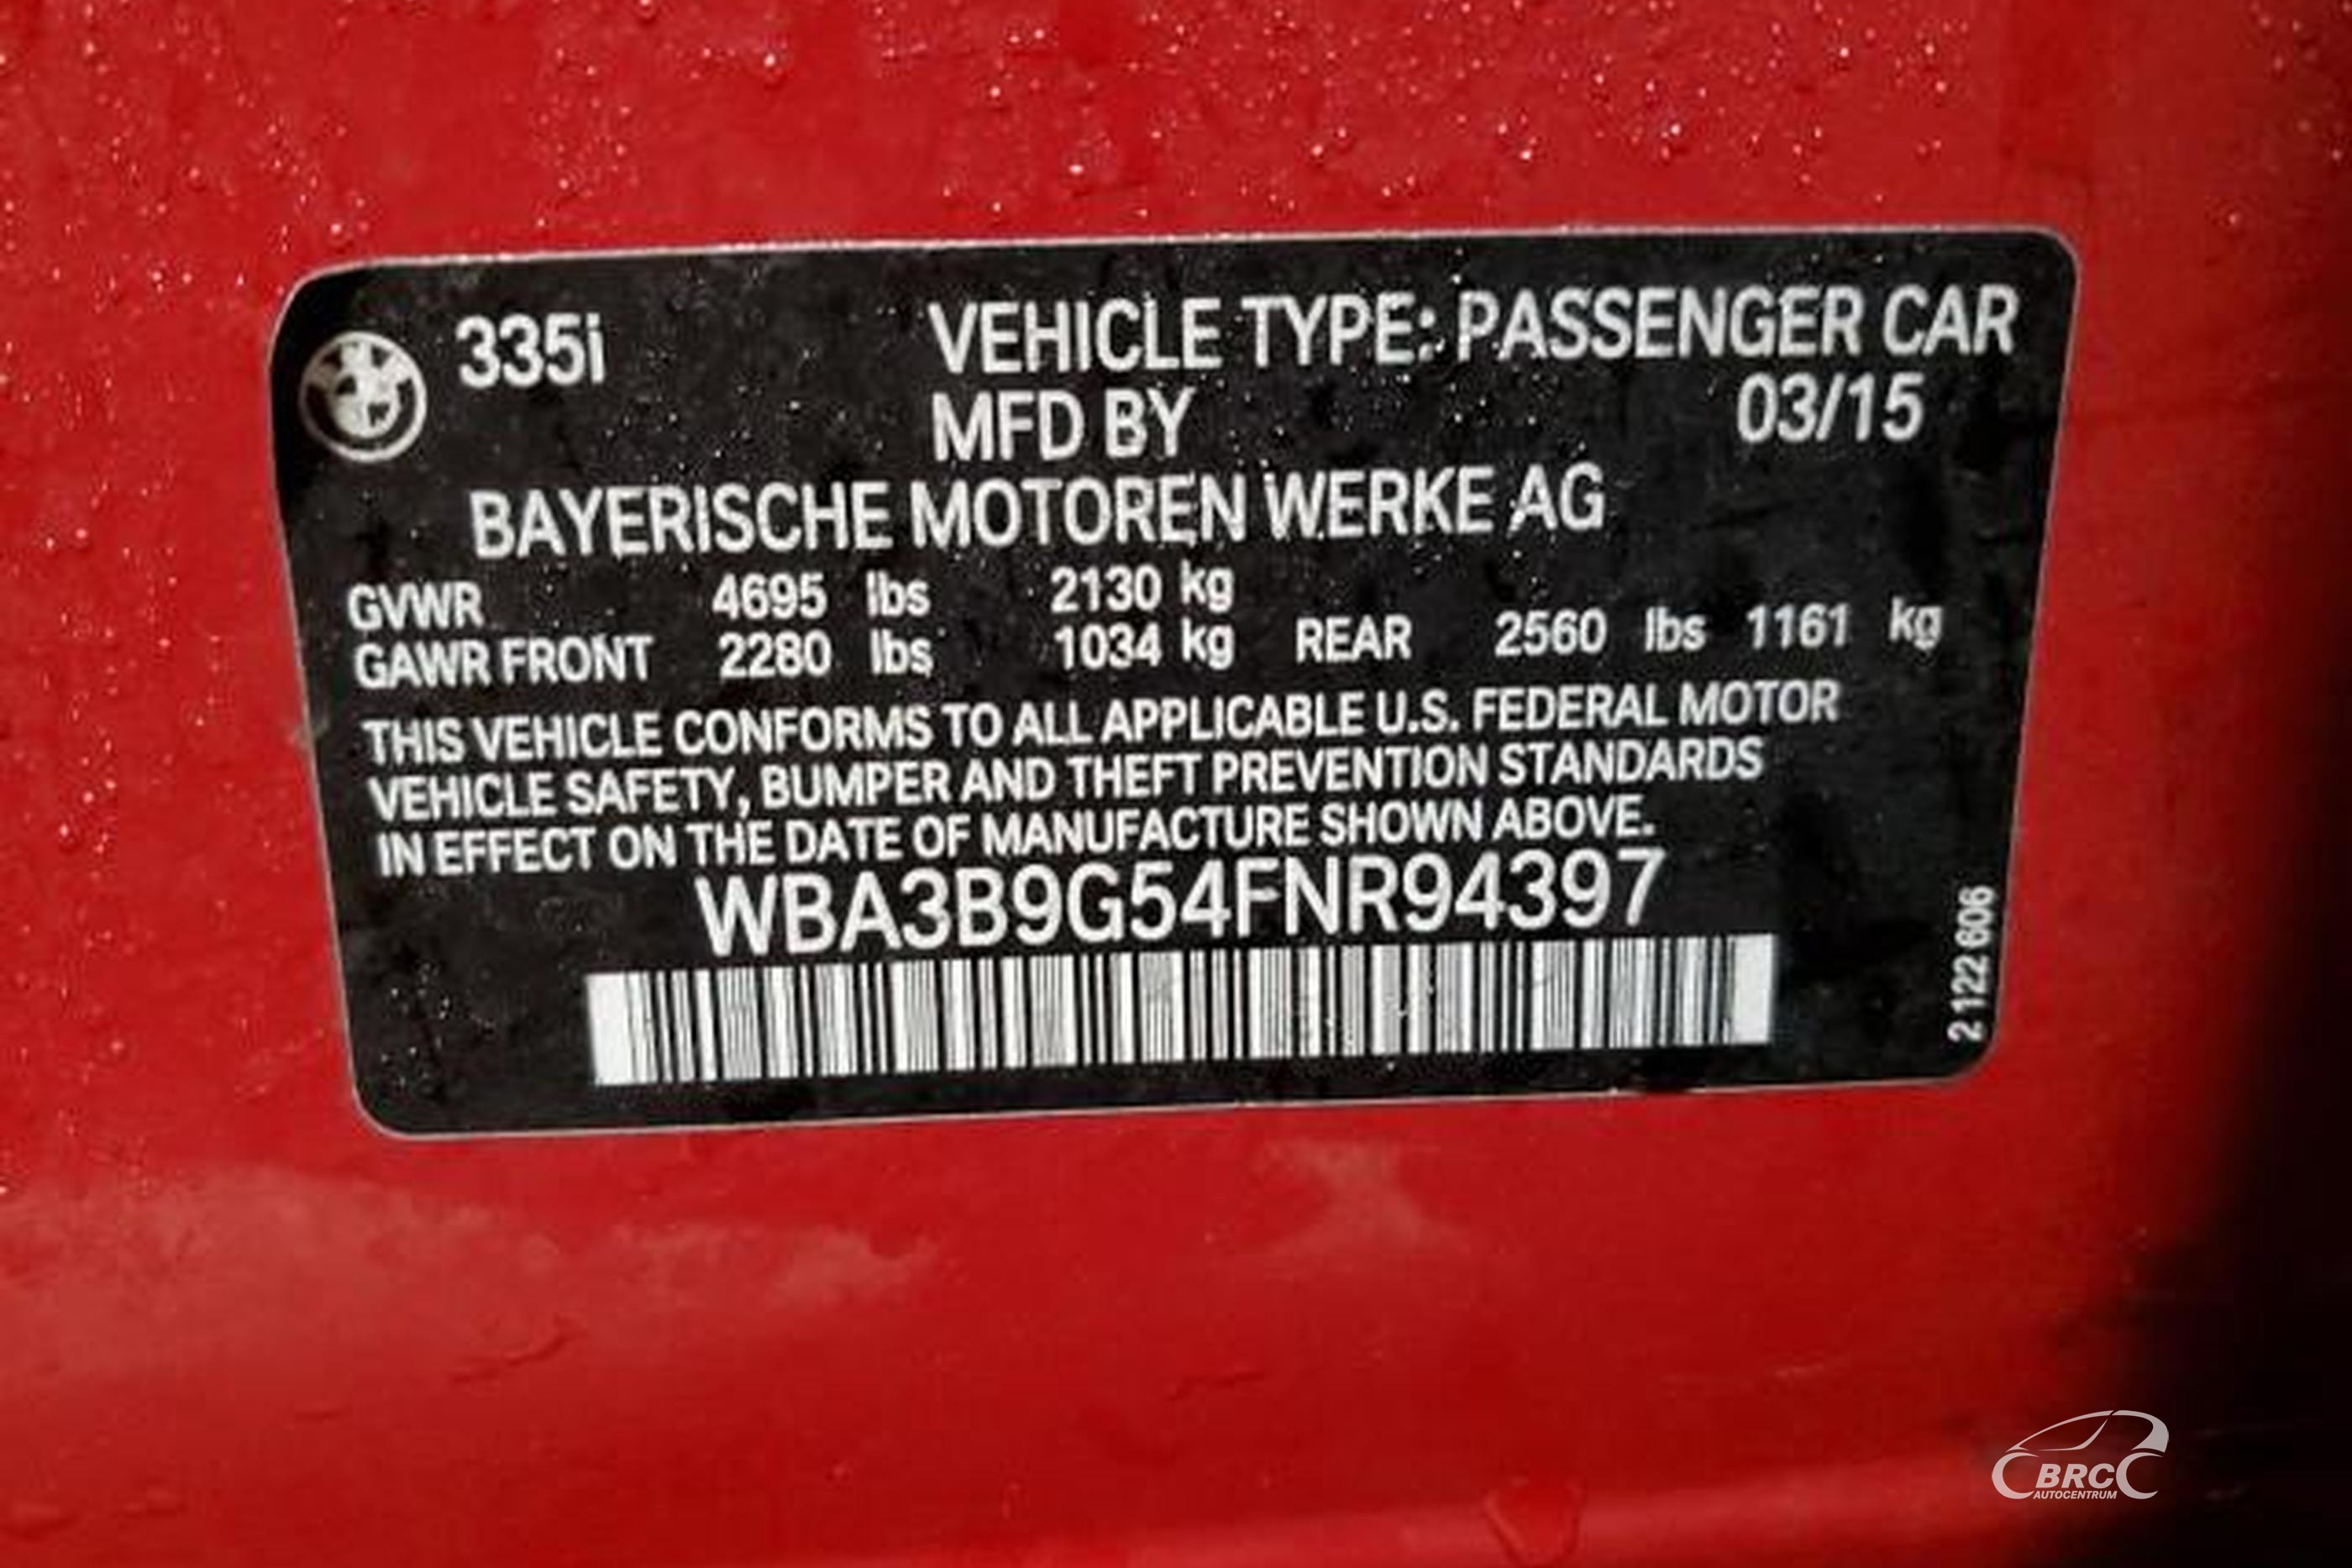 335i VEHICLE TYPE: PASSENGER CAR
MFD BY 03/15
BAYERISCHE MOTOREN WERKE AG
GVWR 4695 lbs 2130 kg
GAWR FRONT 2280 lbs 1034 kg REAR 2560 lbs 1161 kg
THIS VEHICLE CONFORMS TO ALL APPLICABLE U.S. FEDERAL MOTOR
VEHICLE SAFETY, BUMPER AND THEFT PREVENTION STANDARDS
IN EFFECT ON THE DATE OF MANUFACTURE SHOWN ABOVE.
WBA3B9G54FNR94397
2 122 606
BRC
AUTOCENTRUM